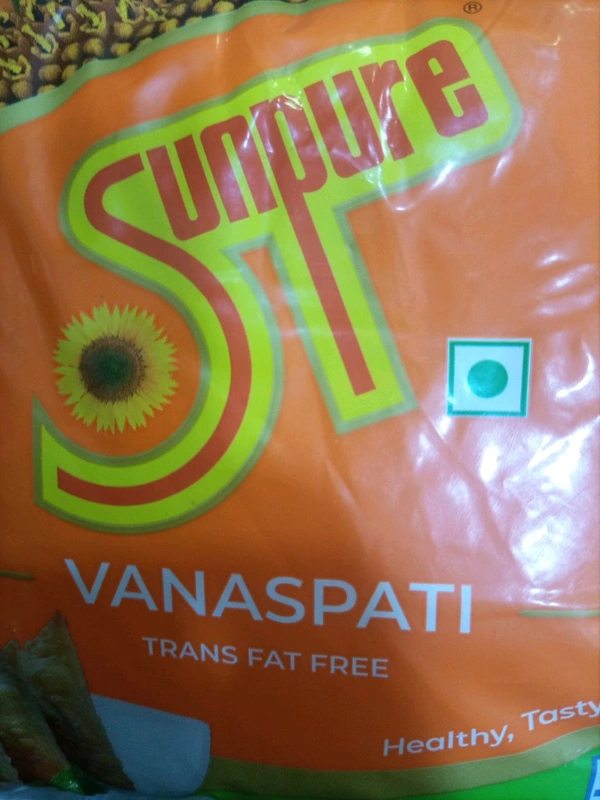 ®
Sunpure
VANASPATI
TRANS FAT FREE
Healthy, Tasty